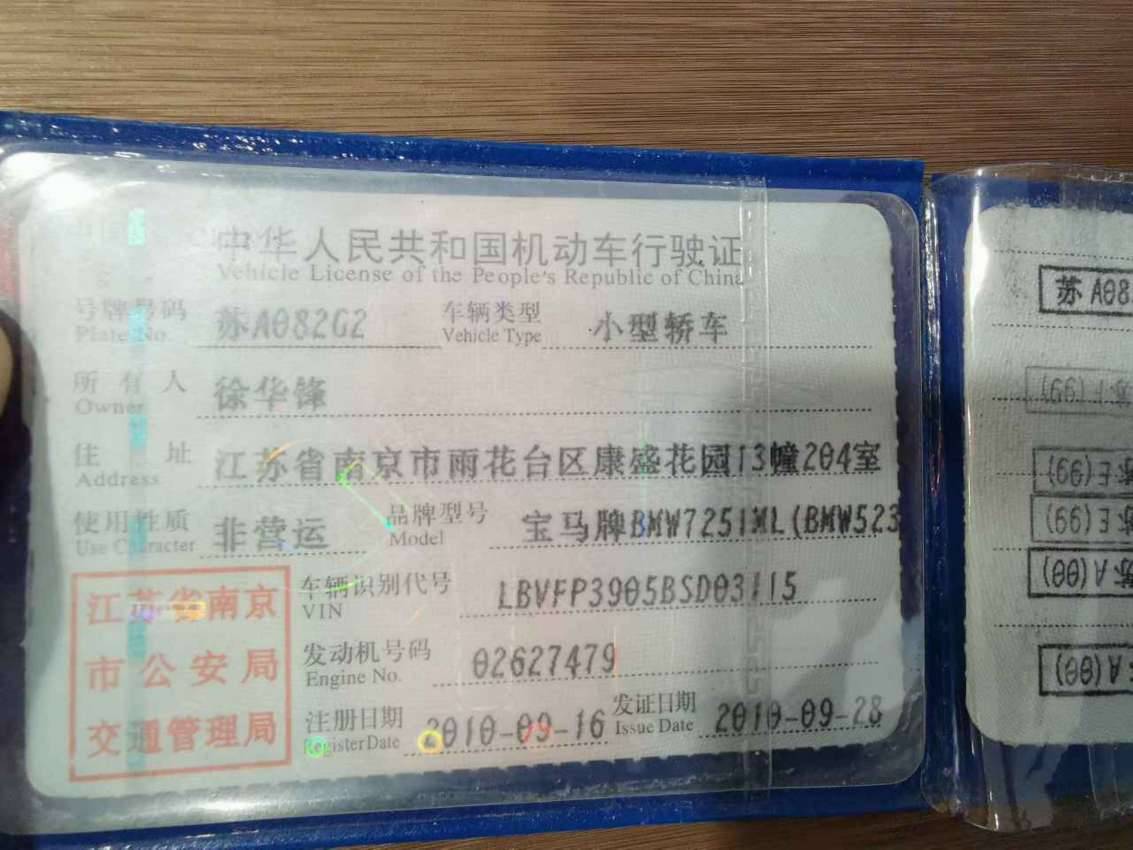 中华人民共和国机动车行驶证
Vehicle License of the People's Republic of China
号牌号码 苏A082G2 车辆类型 小型轿车
Plate No. Vehicle Type
所有人 徐华锋
Owner
住址 江苏省南京市雨花台区康盛花园13幢204室
Address
使用性质 非营运 品牌型号 宝马牌BMW7251ML(BMW523
Use Character Model
江苏省南京
市公安局
交通管理局
车辆识别代号 LBVFP3905BSD03115
VIN
发动机号码 02627479
Engine No.
注册日期 2010-09-16 发证日期 2010-09-28
Register Date Issue Date
苏A08